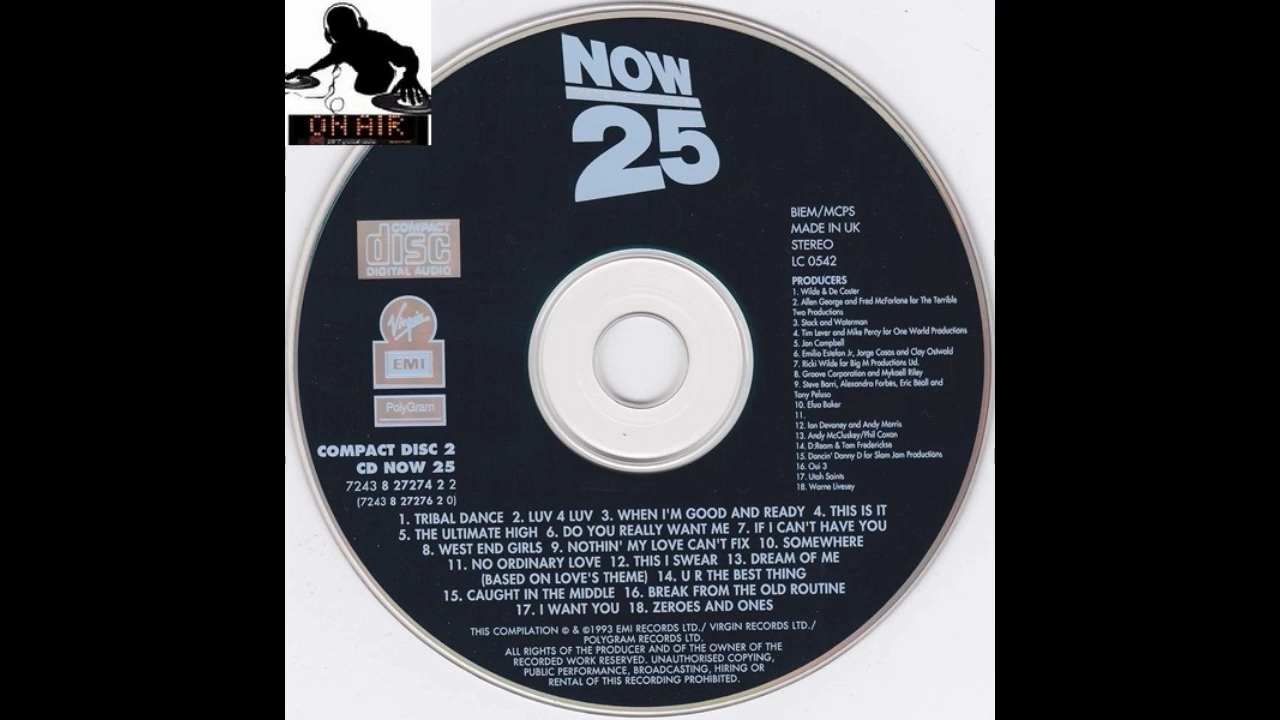 ON AIR
NOW
25
COMPACT
disc
DIGITAL AUDIO
Virgin
EMI
PolyGram
COMPACT DISC 2
CD NOW 25
7243 8 27274 2 2
(7243 8 27276 2 0)
BIEM/MCPS
MADE IN UK
STEREO
LC 0542
PRODUCERS
1. Wilde & De Coster
2. Allen George and Fred McFarlane for The Terrible
Two Productions
3. Stock and Waterman
4. Tim Lever and Mike Percy for One World Productions
5. Jon Campbell
6. Emilio Estefan Jr, Jorge Casas and Clay Ostwald
7. Ricki Wilde for Big M Productions Ltd.
8. Groove Corporation and Mykaell Riley
9. Steve Barri, Alexandra Forbes, Eric Beall and
Tony Peluso
10. Efua Baker
11.
12. Ian Devaney and Andy Morris
13. Andy McCluskey/Phil Coxon
14. D:Ream & Tom Frederickse
15. Dancin' Danny D for Slam Jam Productions
16. Oui 3
17. Utah Saints
18. Warne Livesey
1. TRIBAL DANCE 2. LUV 4 LUV 3. WHEN I'M GOOD AND READY 4. THIS IS IT
5. THE ULTIMATE HIGH 6. DO YOU REALLY WANT ME 7. IF I CAN'T HAVE YOU
8. WEST END GIRLS 9. NOTHIN' MY LOVE CAN'T FIX 10. SOMEWHERE
11. NO ORDINARY LOVE 12. THIS I SWEAR 13. DREAM OF ME
(BASED ON LOVE'S THEME) 14. U R THE BEST THING
15. CAUGHT IN THE MIDDLE 16. BREAK FROM THE OLD ROUTINE
17. I WANT YOU 18. ZEROES AND ONES
THIS COMPILATION ℗ & ©1993 EMI RECORDS LTD./ VIRGIN RECORDS LTD./
POLYGRAM RECORDS LTD.
ALL RIGHTS OF THE PRODUCER AND OF THE OWNER OF THE
RECORDED WORK RESERVED. UNAUTHORISED COPYING,
PUBLIC PERFORMANCE, BROADCASTING, HIRING OR
RENTAL OF THIS RECORDING PROHIBITED.